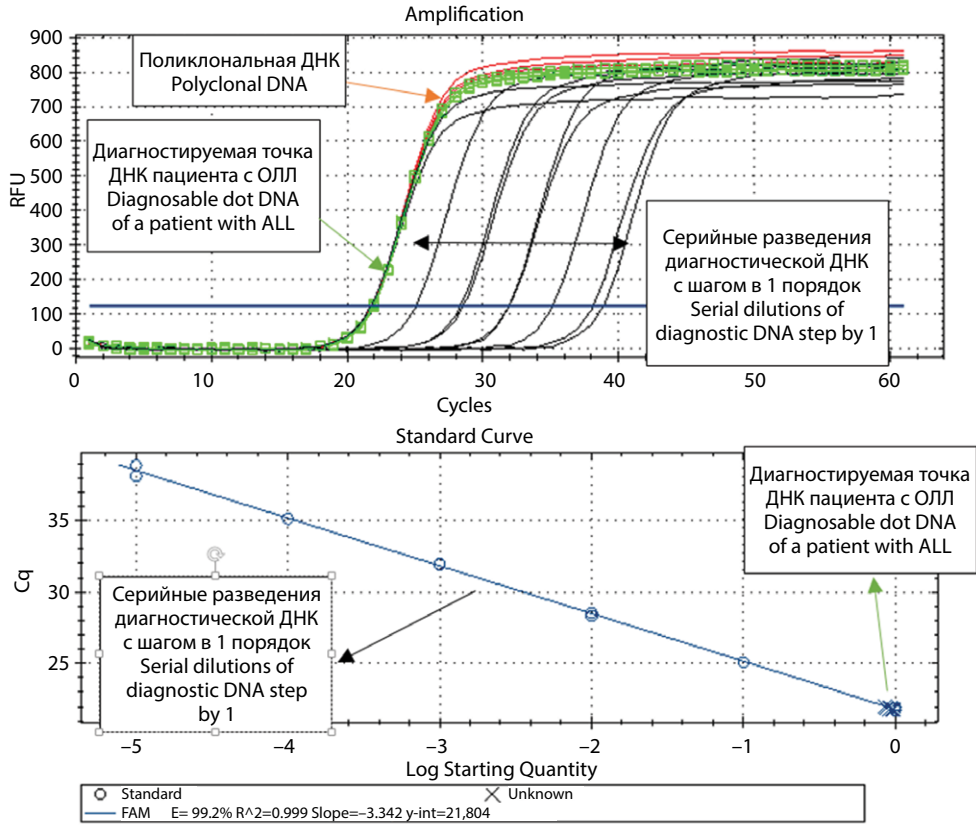 Amplification
900
800
700
600
500
400
300
200
100
0
RFU
Поликлональная ДНК
Polyclonal DNA
Диагностируемая точка
ДНК пациента с ОЛЛ
Diagnosable dot DNA
of a patient with ALL
Серийные разведения
диагностической ДНК
с шагом в 1 порядок
Serial dilutions of
diagnostic DNA step by 1
0 10 20 30 40 50 60
Cycles
Standard Curve
Диагностируемая точка
ДНК пациента с ОЛЛ
Diagnosable dot DNA
of a patient with ALL
35
30
25
Cq
Серийные разведения
диагностической ДНК
с шагом в 1 порядок
Serial dilutions of
diagnostic DNA step
by 1
–5 –4 –3 –2 –1 0
Log Starting Quantity
Standard Unknown
FAM E= 99.2% R^2=0.999 Slope=–3.342 y-int=21,804